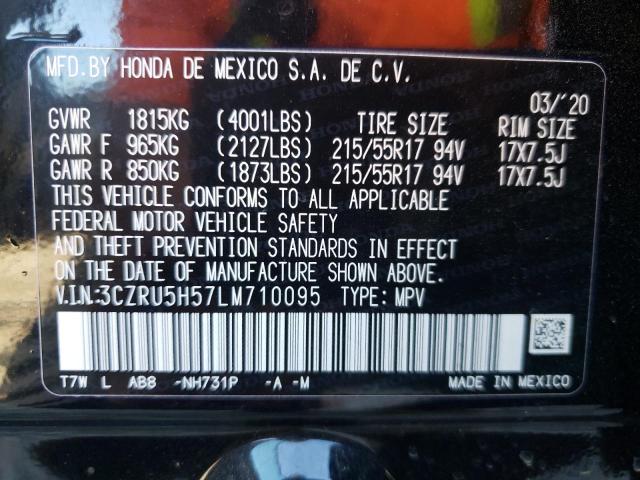 MFD.BY HONDA DE MEXICO S.A. DE C.V.
03/'20
GVWR 1815KG (4001LBS) TIRE SIZE RIM SIZE
GAWR F 965KG (2127LBS) 215/55R17 94V 17X7.5J
GAWR R 850KG (1873LBS) 215/55R17 94V 17X7.5J
THIS VEHICLE CONFORMS TO ALL APPLICABLE
FEDERAL MOTOR VEHICLE SAFETY
AND THEFT PREVENTION STANDARDS IN EFFECT
ON THE DATE OF MANUFACTURE SHOWN ABOVE.
V.I.N:3CZRU5H57LM710095 TYPE: MPV
T7W L AB8 -NH731P -A -M MADE IN MEXICO